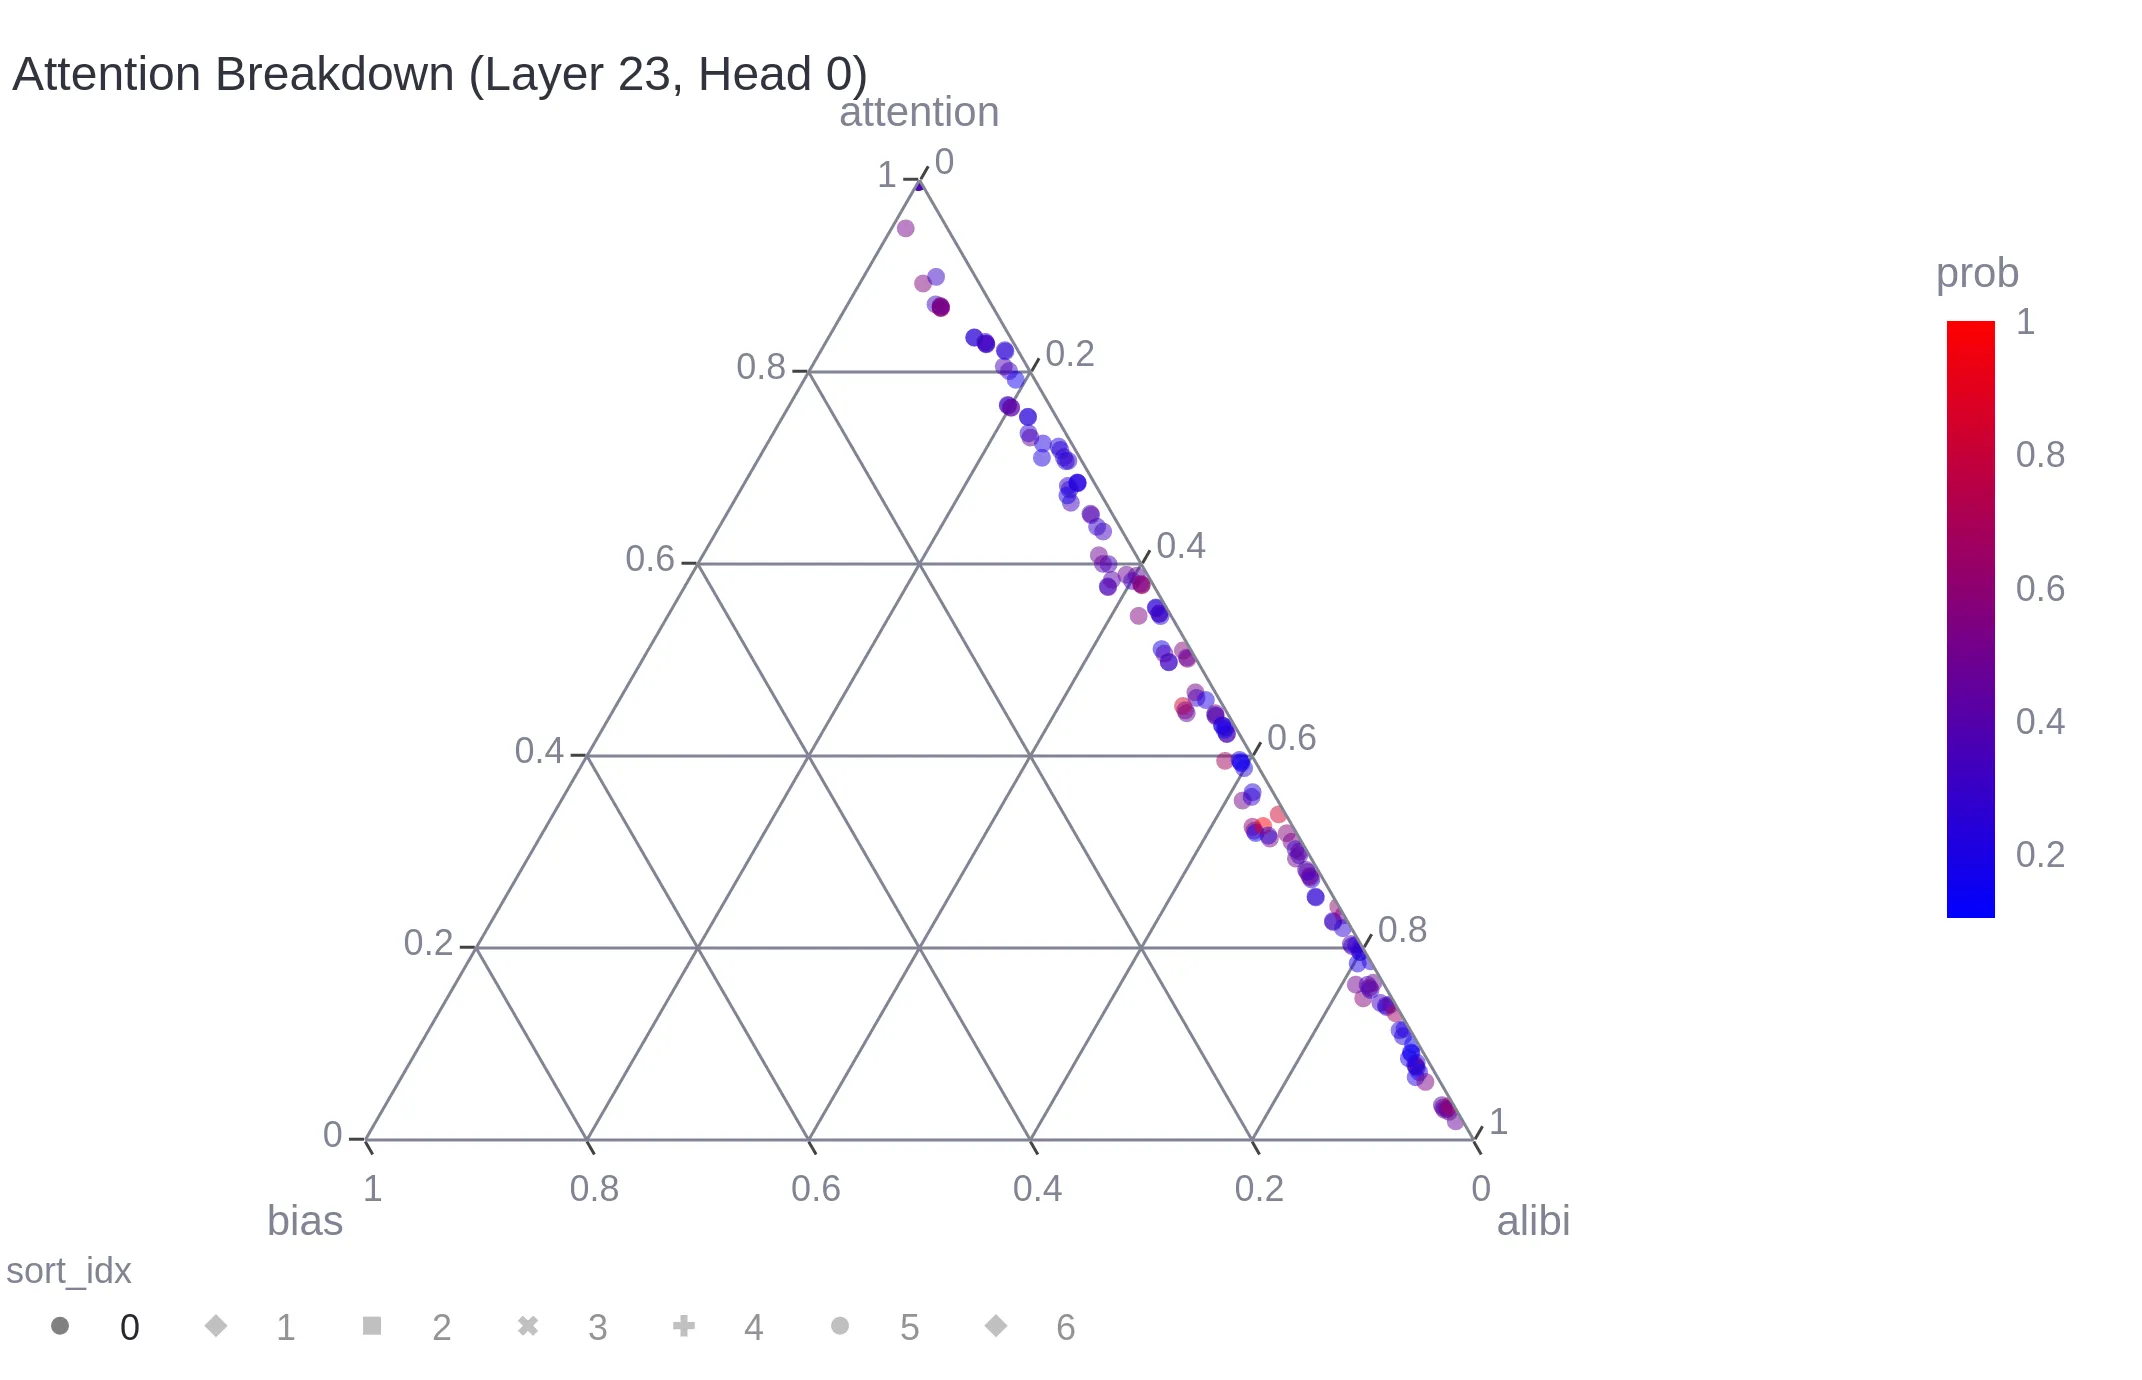 Attention Breakdown (Layer 23, Head 0)
attention
1 0
prob
1
0.8 0.2
0.8
0.6 0.4
0.6
0.4 0.6
0.4
0.2 0.8
0.2
0 1
1 0.8 0.6 0.4 0.2 0
bias alibi
sort_idx
0 1 2 3 4 5 6